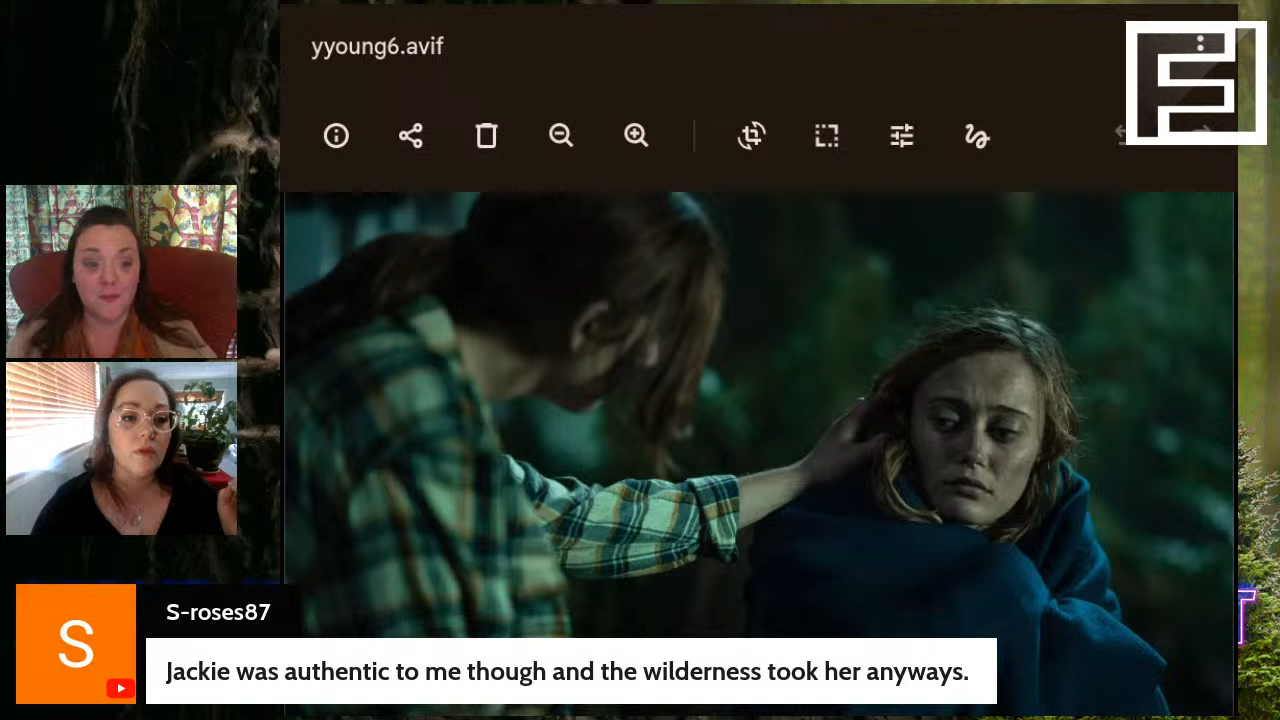 yyoung6.avif
S-roses87
S
Jackie was authentic to me though and the wilderness took her anyways.